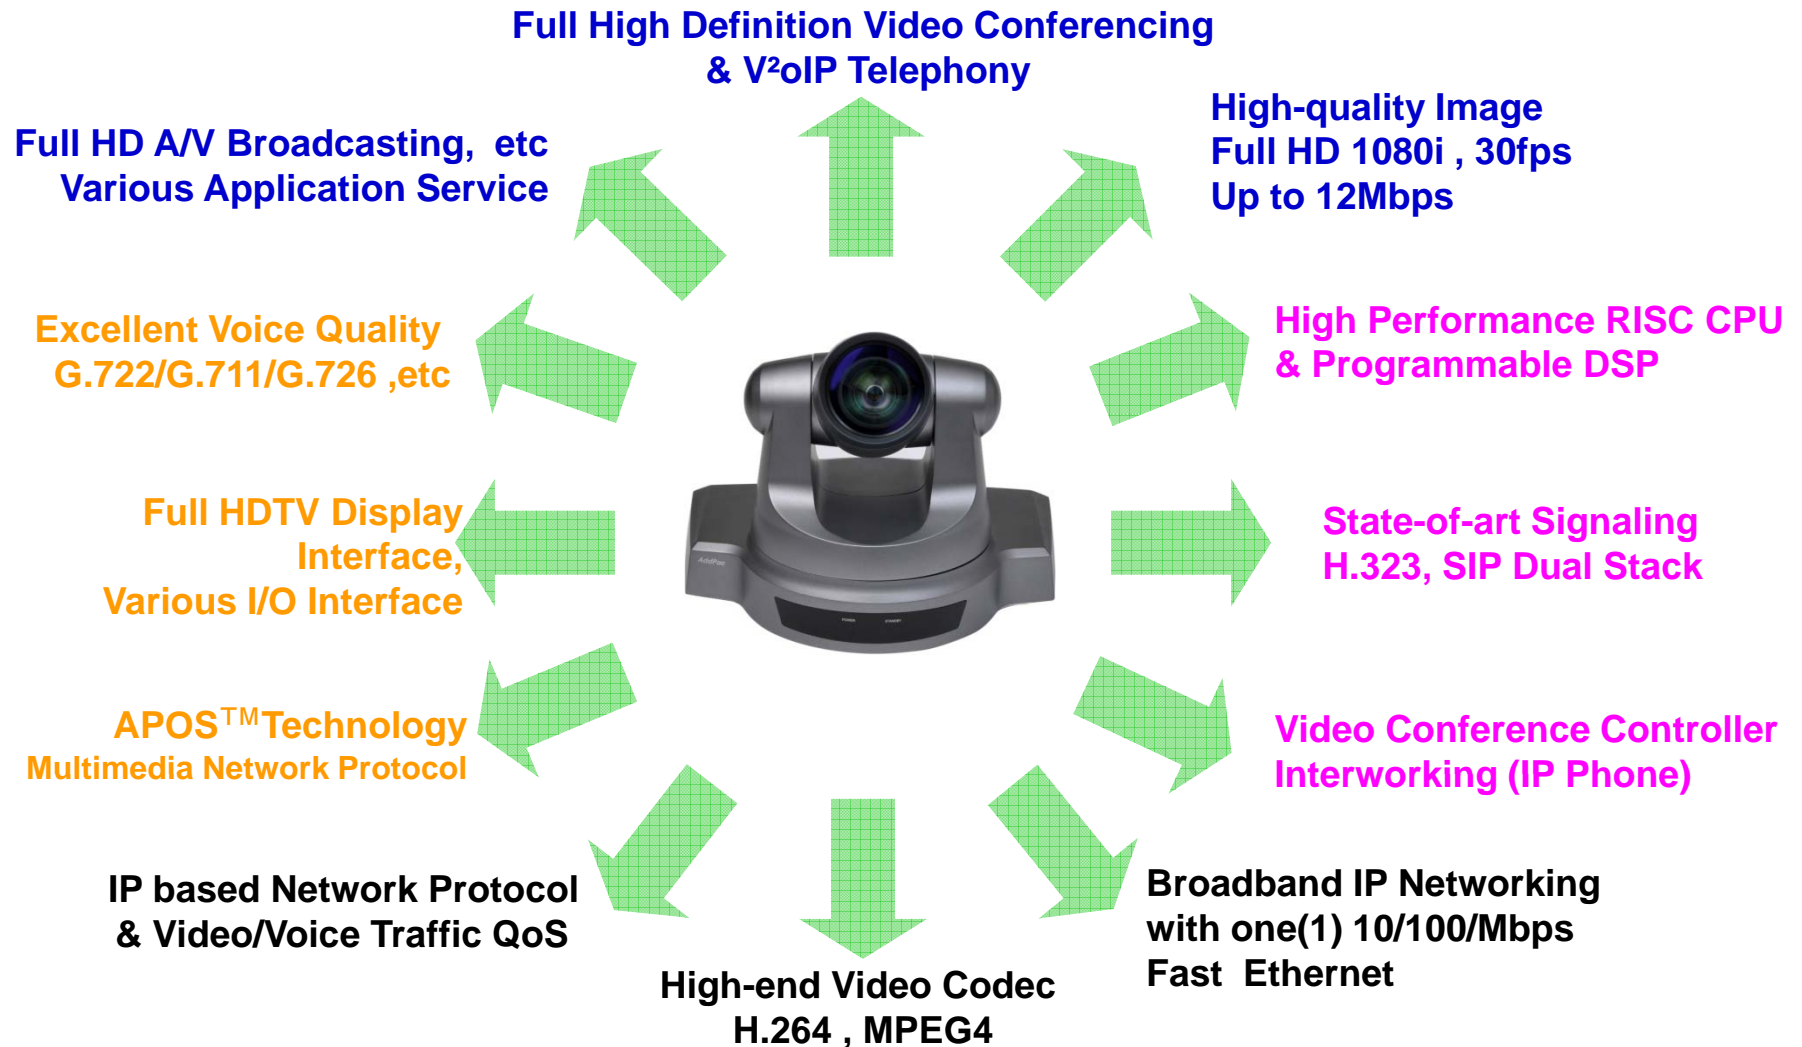 Full High Definition Video Conferencing
& V²oIP Telephony
High-quality Image
Full HD 1080i , 30fps
Up to 12Mbps
Full HD A/V Broadcasting, etc
Various Application Service
Excellent Voice Quality
G.722/G.711/G.726 ,etc
High Performance RISC CPU
& Programmable DSP
Full HDTV Display
Interface,
Various I/O Interface
State-of-art Signaling
H.323, SIP Dual Stack
AddPac
POWER STANDBY
APOS™Technology
Multimedia Network Protocol
Video Conference Controller
Interworking (IP Phone)
IP based Network Protocol
& Video/Voice Traffic QoS
Broadband IP Networking
with one(1) 10/100/Mbps
Fast Ethernet
High-end Video Codec
H.264 , MPEG4